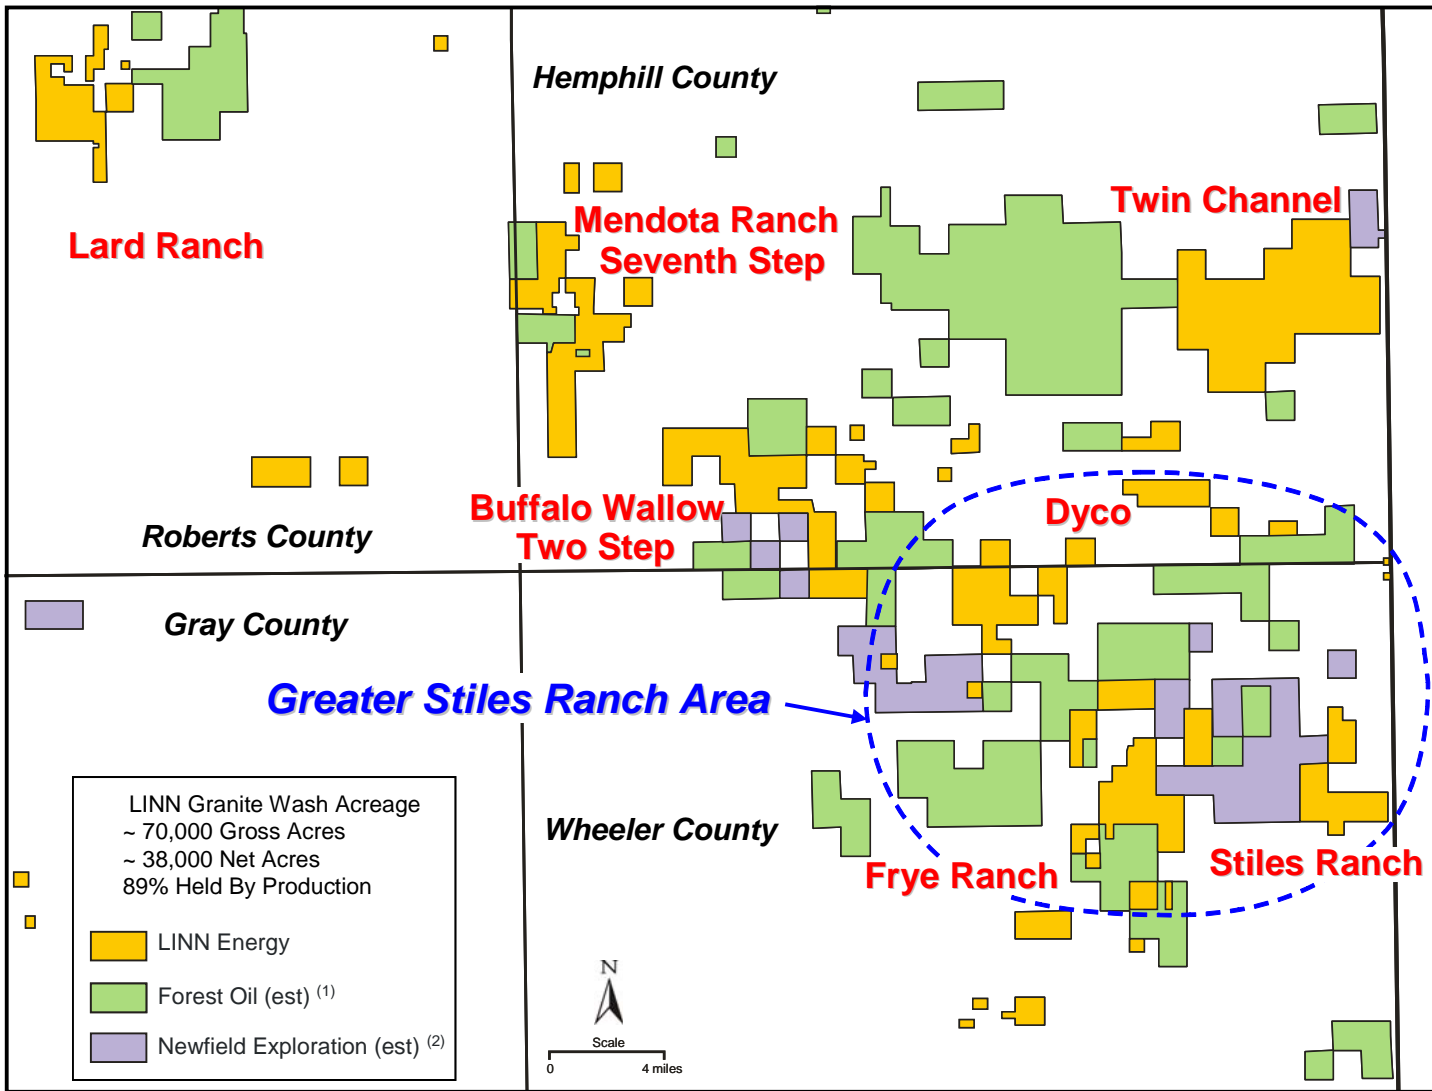 Hemphill County
Twin Channel
Mendota Ranch
Seventh Step
Lard Ranch
Buffalo Wallow
Two Step
Dyco
Roberts County
Gray County
Greater Stiles Ranch Area
Wheeler County
Frye Ranch
Stiles Ranch
LINN Granite Wash Acreage
~ 70,000 Gross Acres
~ 38,000 Net Acres
89% Held By Production
LINN Energy
Forest Oil (est) (1)
Newfield Exploration (est) (2)
N
Scale
0 4 miles